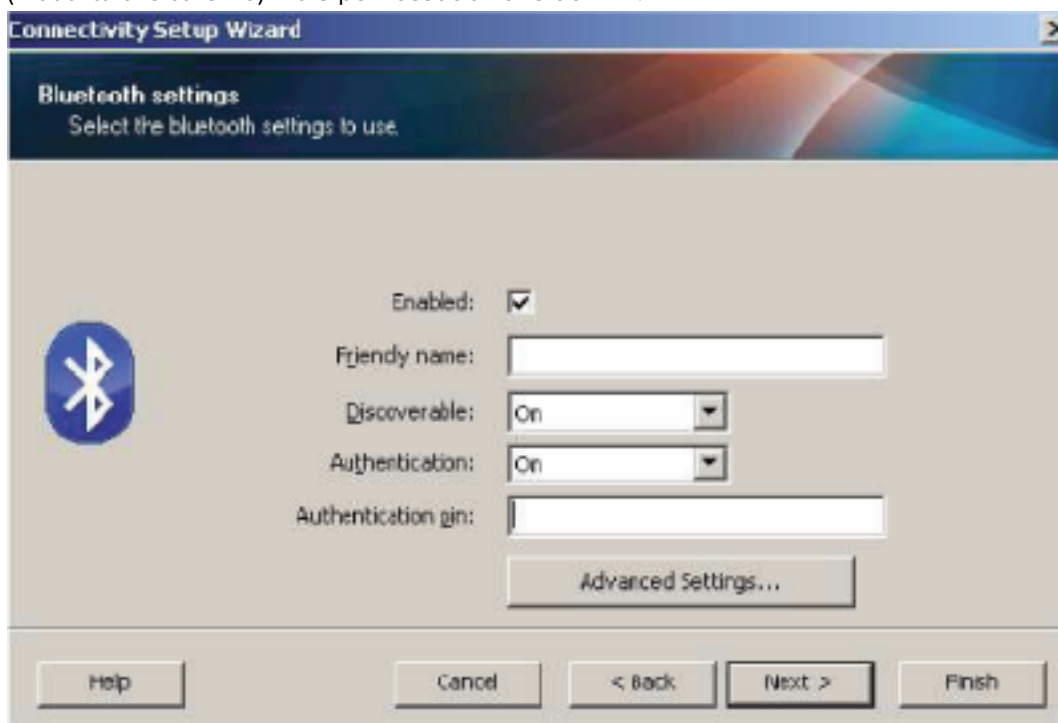 Connectivity Setup Wizard
Bluetooth settings
Select the bluetooth settings to use.
Enabled:
Friendly name:
Discoverable:
On
Authentication:
On
Authentication pin:
Advanced Settings...
Help
Cancel
< Back
Next >
Finish